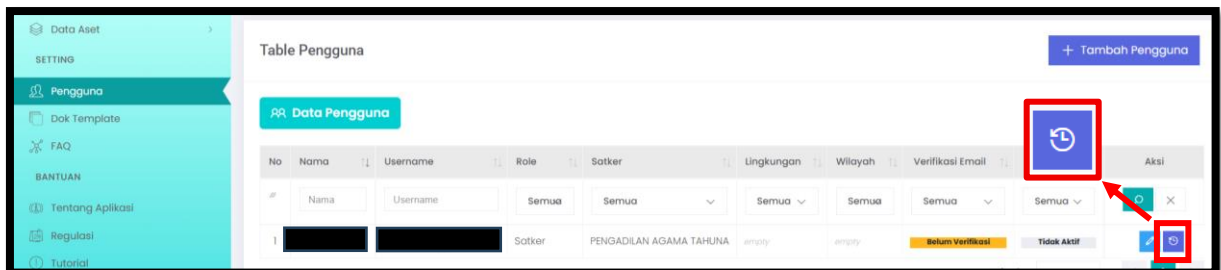 Data Aset
SETTING
Pengguna
Dok Template
FAQ
BANTUAN
Tentang Aplikasi
Regulasi
Tutorial
Table Pengguna
+ Tambah Pengguna
Data Pengguna
No Nama Username Role Satker Lingkungan Wilayah Verifikasi Email Aksi
Nama Username Semua Semua Semua Semua Semua Semua
1 Satker PENGADILAN AGAMA TAHUNA empty empty Belum Verifikasi Tidak Aktif